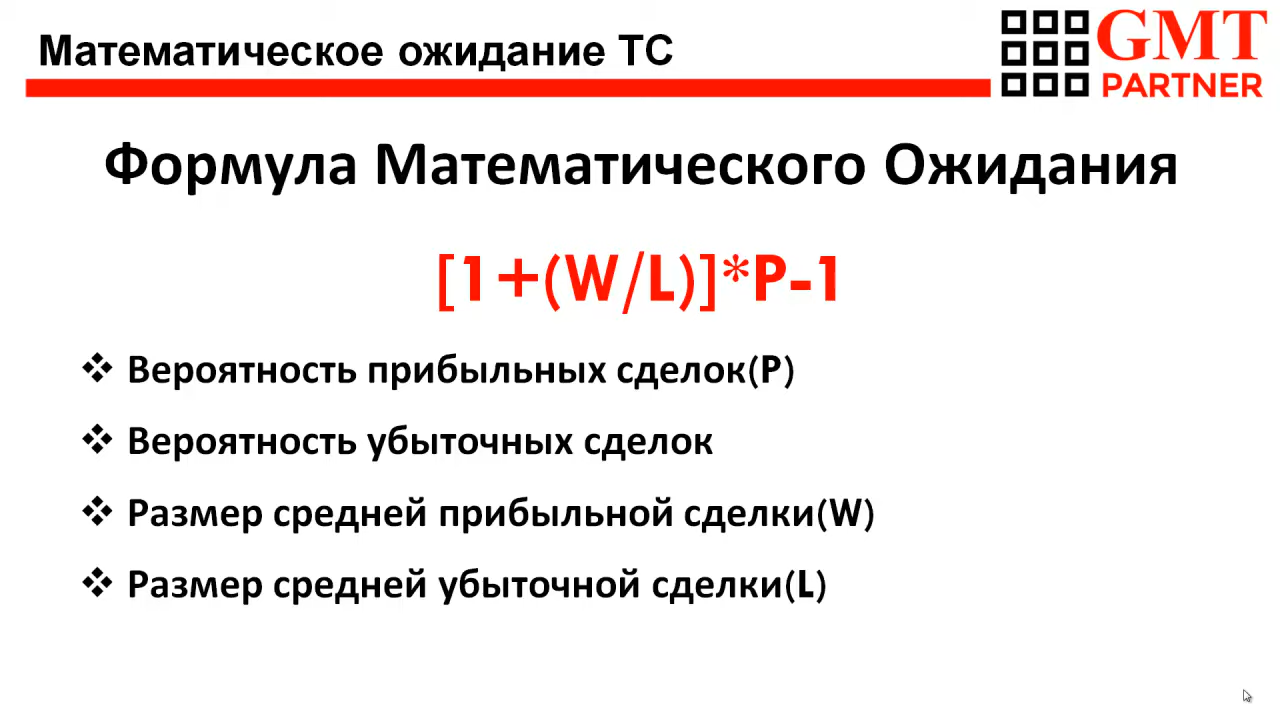 Математическое ожидание ТС
GMT
PARTNER
Формула Математического Ожидания
[1+(W/L)]*P-1
❖ Вероятность прибыльных сделок(P)
❖ Вероятность убыточных сделок
❖ Размер средней прибыльной сделки(W)
❖ Размер средней убыточной сделки(L)